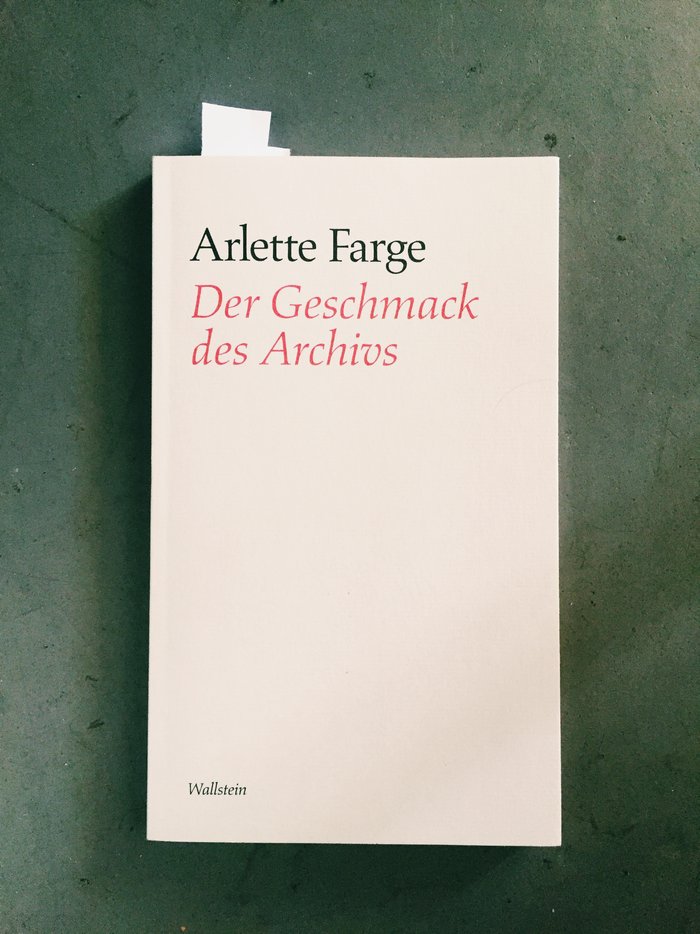 Arlette Farge
Der Geschmack
des Archivs
Wallstein